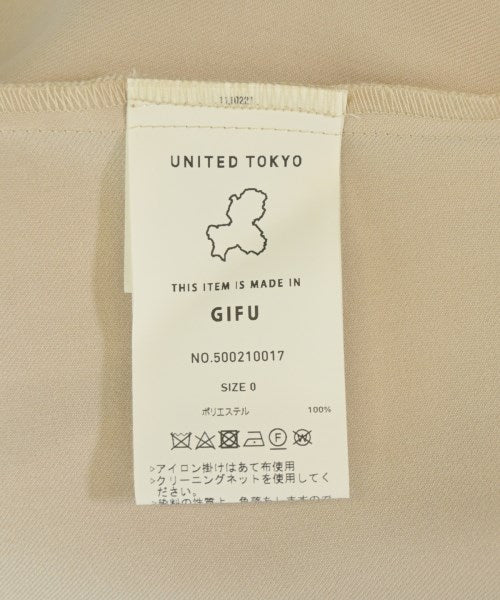 UNITED TOKYO
THIS ITEM IS MADE IN
GIFU
NO.500210017
SIZE 0
ポリエステル 100%
>アイロン掛けはあて布使用
>クリーニングネットを使用してく
ださい。